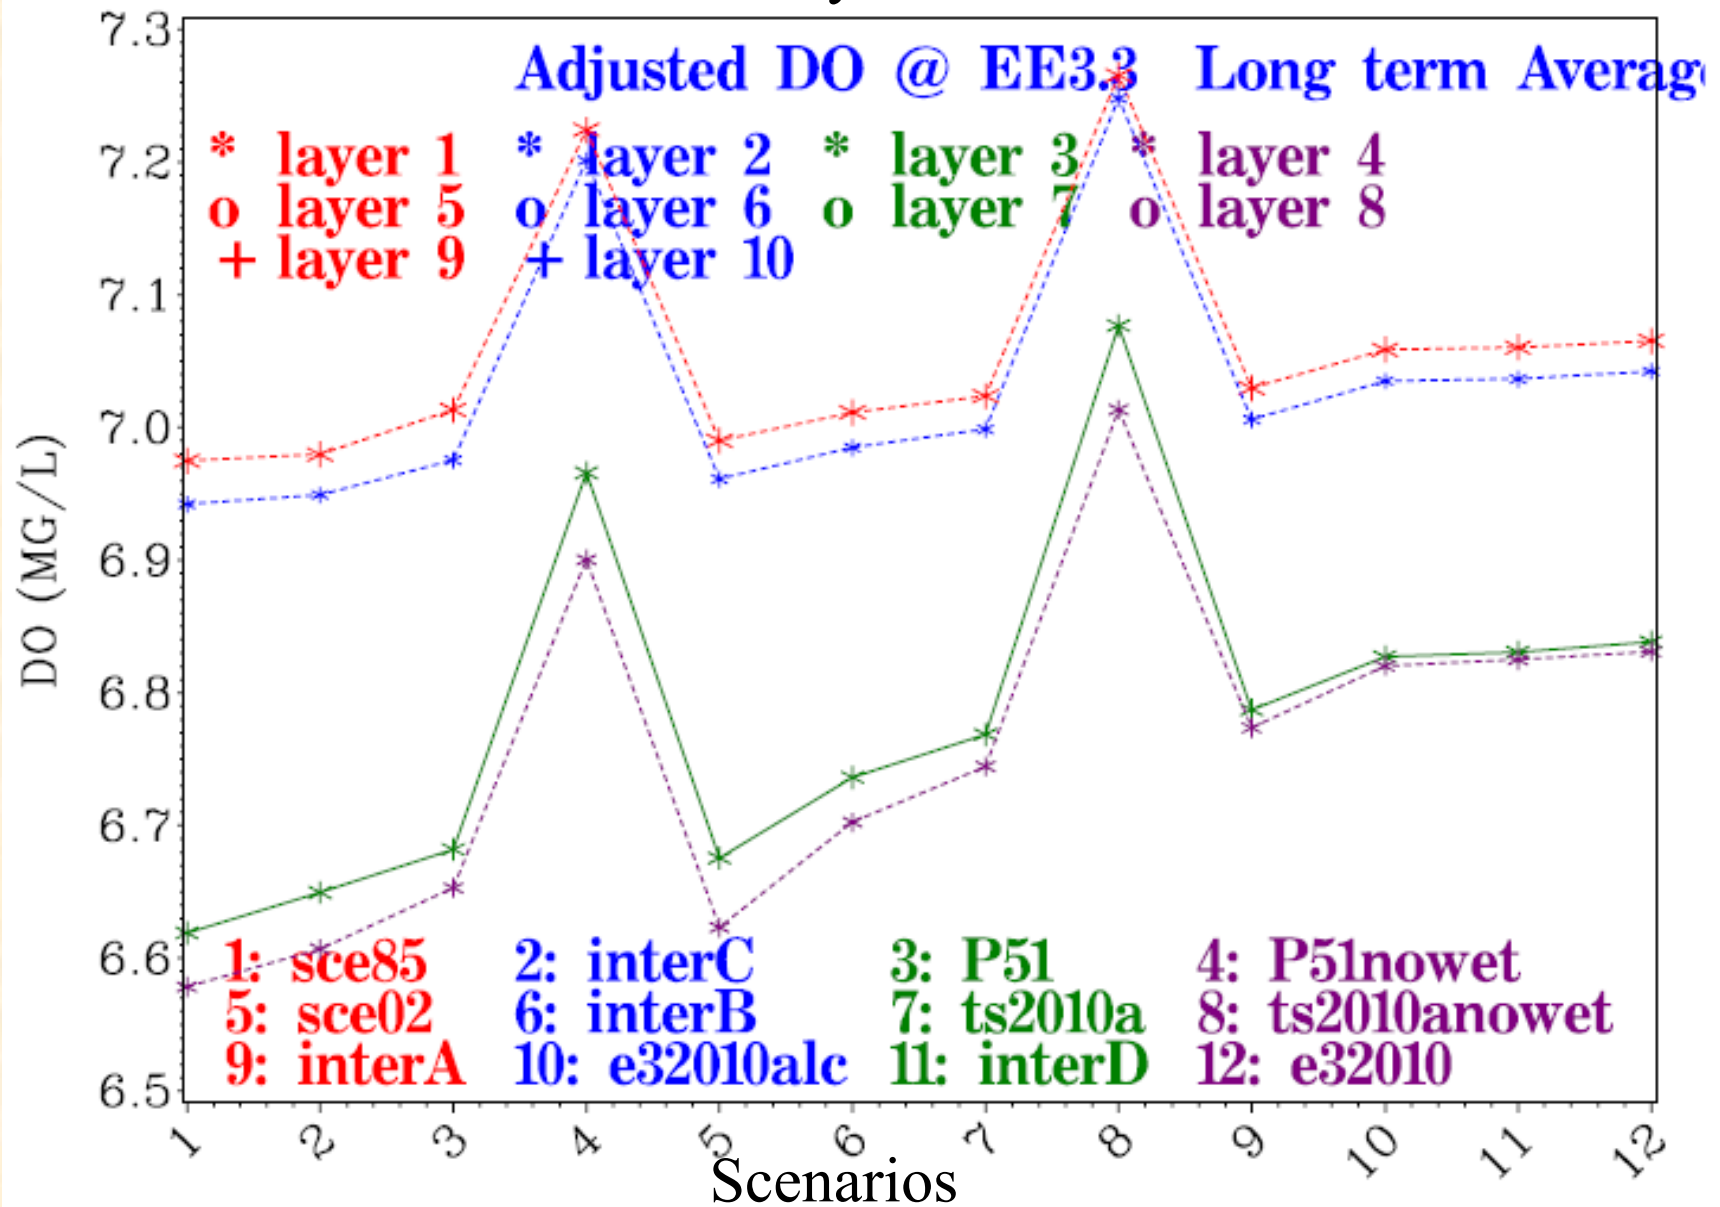 7.3
Adjusted DO @ EE3.3 Long term Average
* layer 1 * layer 2 * layer 3 * layer 4
7.2
o layer 5 o layer 6 o layer 7 o layer 8
+ layer 9 + layer 10
7.1
7.0
6.9
6.8
6.7
6.6
6.5
DO (MG/L)
1: sce85 2: interC 3: P51 4: P51nowet
5: sce02 6: interB 7: ts2010a 8: ts2010anowet
9: interA 10: e32010alc 11: interD 12: e32010
1 2 3 4 5 6 7 8 9 10 11 12
Scenarios